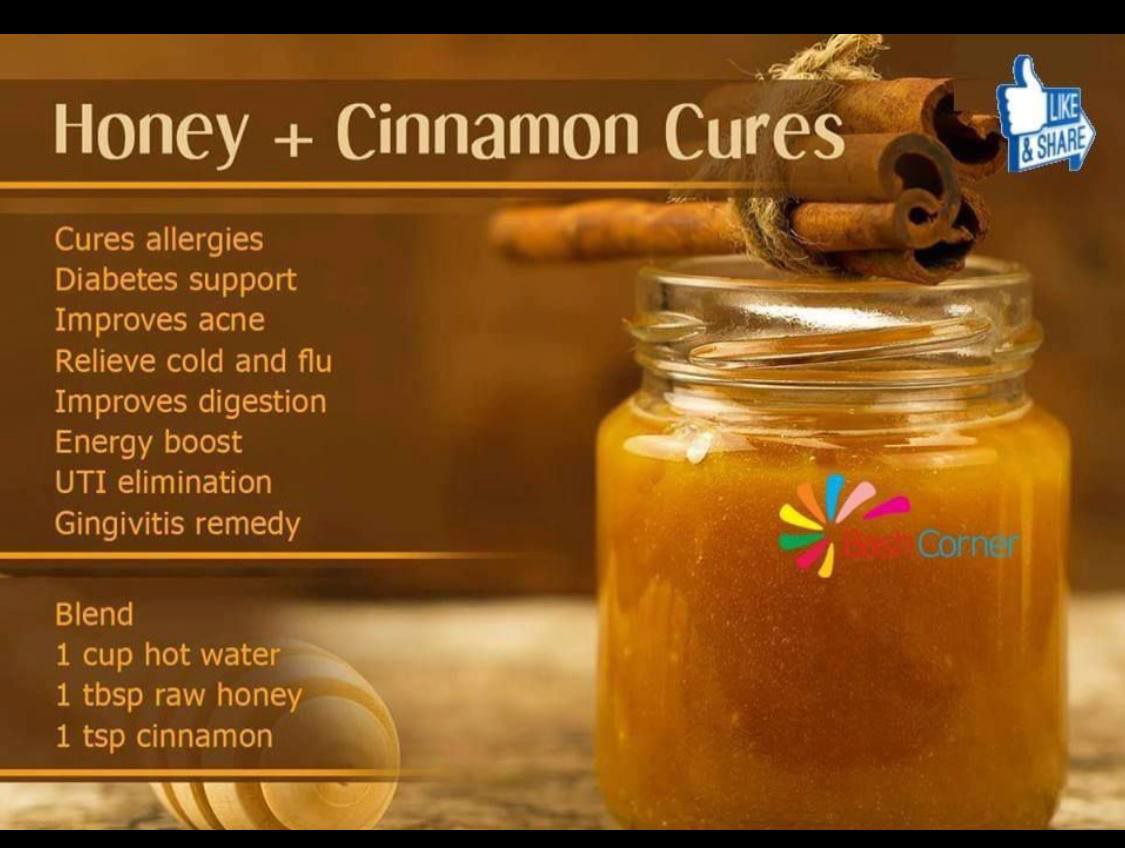 Honey + Cinnamon Cures
LIKE
& SHARE
Cures allergies
Diabetes support
Improves acne
Relieve cold and flu
Improves digestion
Energy boost
UTI elimination
Gingivitis remedy
Corner
Blend
1 cup hot water
1 tbsp raw honey
1 tsp cinnamon